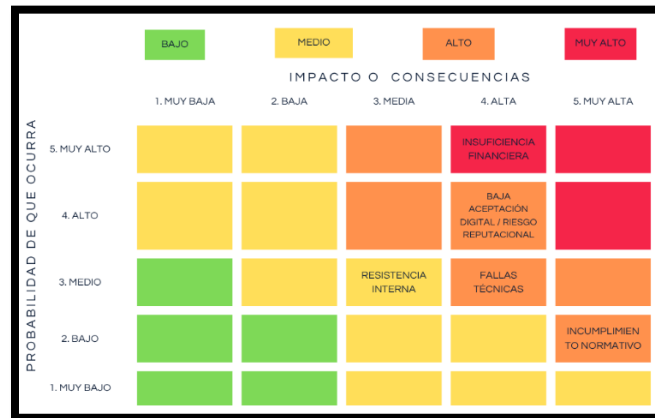 BAJO
MEDIO
ALTO
MUY ALTO
IMPACTO O CONSECUENCIAS
1. MUY BAJA
2. BAJA
3. MEDIA
4. ALTA
5. MUY ALTA
PROBABILIDAD DE QUE OCURRA
5. MUY ALTO
INSUFICIENCIA
FINANCIERA
4. ALTO
BAJA
ACEPTACIÓN
DIGITAL / RIESGO
REPUTACIONAL
3. MEDIO
RESISTENCIA
INTERNA
FALLAS
TÉCNICAS
2. BAJO
INCUMPLIMIEN
TO NORMATIVO
1. MUY BAJO